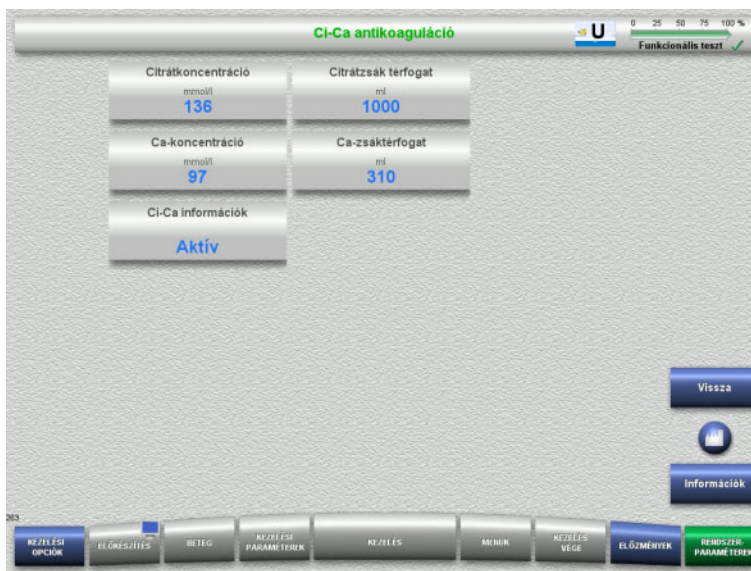 Ci-Ca antikoaguláció
U
0 25 50 75 100 %
Funkcionális teszt
Citrátkoncentráció
mmol/l
136
Citrátzsák térfogat
ml
1000
Ca-koncentráció
mmol/l
97
Ca-zsáktérfogat
ml
310
Ci-Ca információk
Aktív
Vissza
Információk
263
KEZELÉSI
OPCIÓK
ELŐKÉSZÍTÉS
BETEG
KEZELÉSI
PARAMÉTEREK
KEZELÉS
MENÜK
KEZELÉS
VÉGE
ELŐZMÉNYEK
RENDSZER-
PARAMÉTEREK